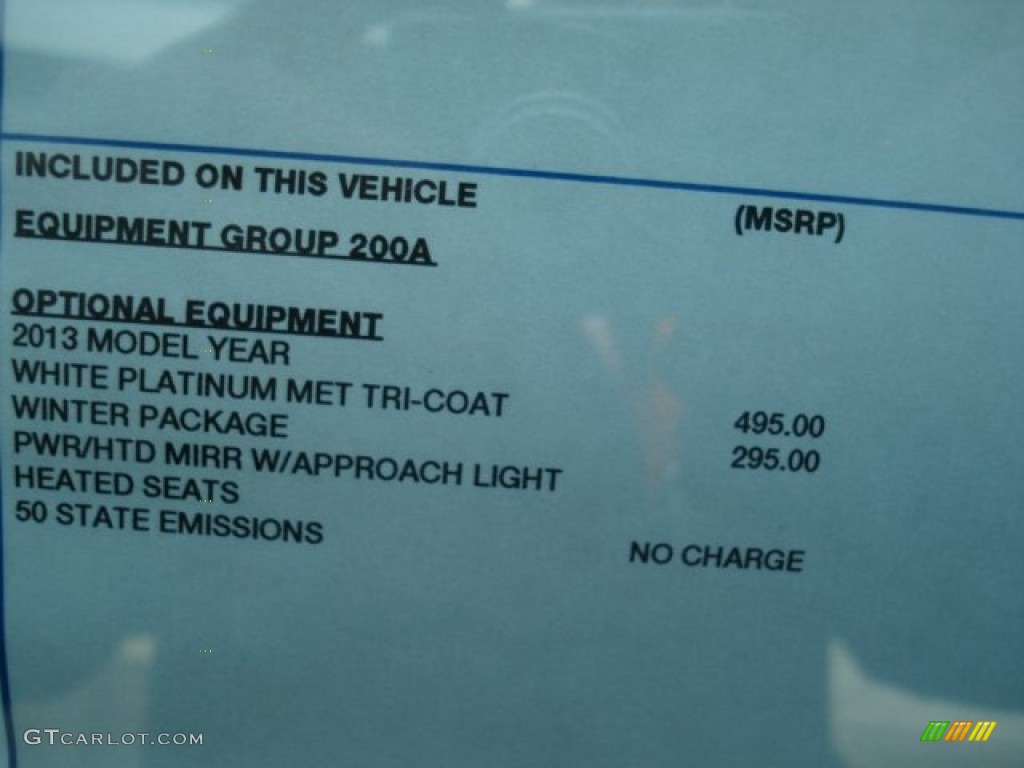 INCLUDED ON THIS VEHICLE
(MSRP)
EQUIPMENT GROUP 200A
OPTIONAL EQUIPMENT
2013 MODEL YEAR
WHITE PLATINUM MET TRI-COAT 495.00
WINTER PACKAGE 295.00
PWR/HTD MIRR W/APPROACH LIGHT
HEATED SEATS
50 STATE EMISSIONS NO CHARGE
GTCARLOT.COM